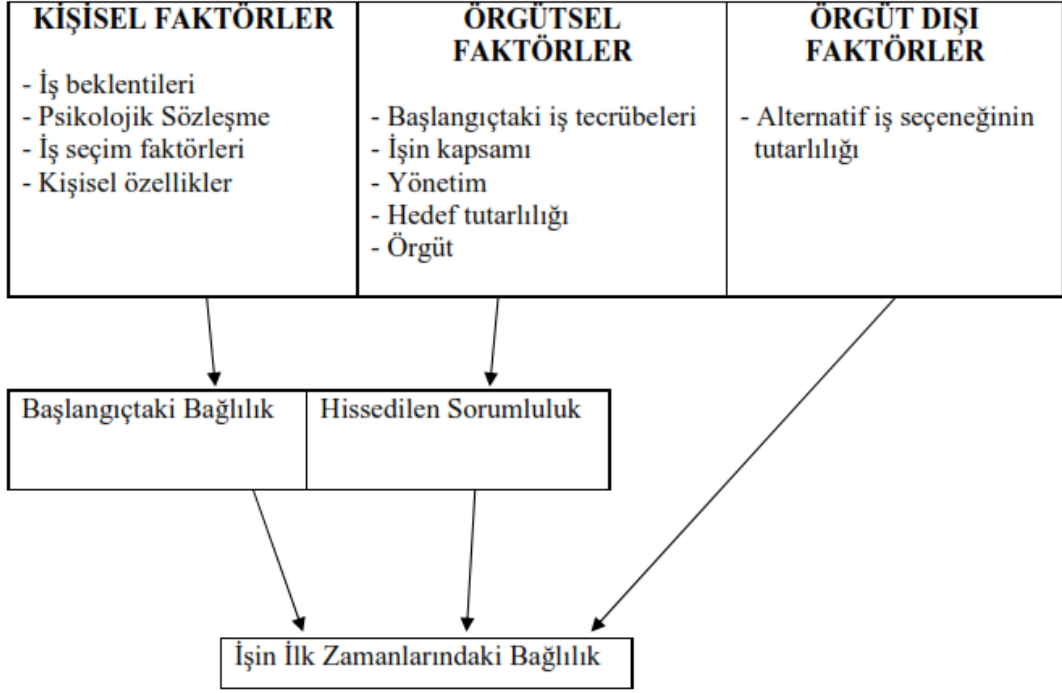 KİŞİSEL FAKTÖRLER
- İş beklentileri
- Psikolojik Sözleşme
- İş seçim faktörleri
- Kişisel özellikler
ÖRGÜTSEL
FAKTÖRLER
- Başlangıçtaki iş tecrübeleri
- İşin kapsamı
- Yönetim
- Hedef tutarlılığı
- Örgüt
ÖRGÜT DIŞI
FAKTÖRLER
- Alternatif iş seçeneğinin
tutarlılığı
Başlangıçtaki Bağlılık
Hissedilen Sorumluluk
İşin İlk Zamanlarındaki Bağlılık